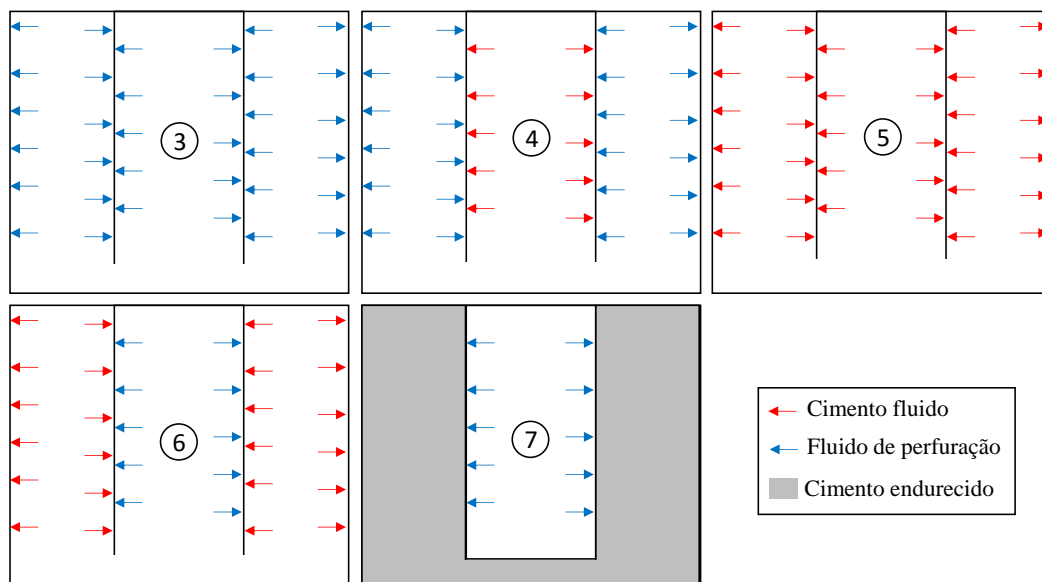 3
4
5
6
7
Cimento fluido
Fluido de perfuração
Cimento endurecido